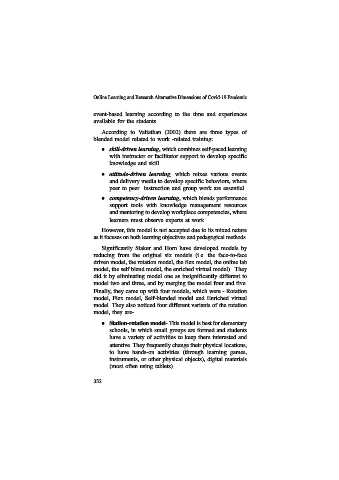 Online Learning and Research Alternative Dimensions of Covid-19 Pandemic
event-based learning according to the time and experiences
available for the students
According to Valiathan (2002) there are three types of
blended model related to work -related training:
● skill-driven learning, which combines self-paced learning
with instructor or facilitator support to develop specific
knowledge and skill
● attitude-driven learning, which mixes various events
and delivery media to develop specific behaviors, where
peer to peer instruction and group work are essential
● competency-driven learning, which blends performance
support tools with knowledge management resources
and mentoring to develop workplace competencies, where
learners must observe experts at work
However, this model is not accepted due to its mixed nature
as it focuses on both learning objectives and pedagogical methods
Significantly Staker and Horn have developed models by
reducing from the original six models (i.e the face-to-face
driven model, the rotation model, the flex model, the online lab
model, the self blend model, the enriched virtual model) They
did it by eliminating model one as insignificantly different to
model two and three, and by merging the model four and five
Finally, they came up with four models, which were - Rotation
model, Flex model, Self-blended model and Enriched virtual
model They also noticed four different variants of the rotation
model, they are-
● Station-rotation model- This model is best for elementary
schools, in which small groups are formed and students
have a variety of activities to keep them interested and
attentive They frequently change their physical locations,
to have hands-on activities (through learning games,
instruments, or other physical objects), digital materials
(most often using tablets)
332